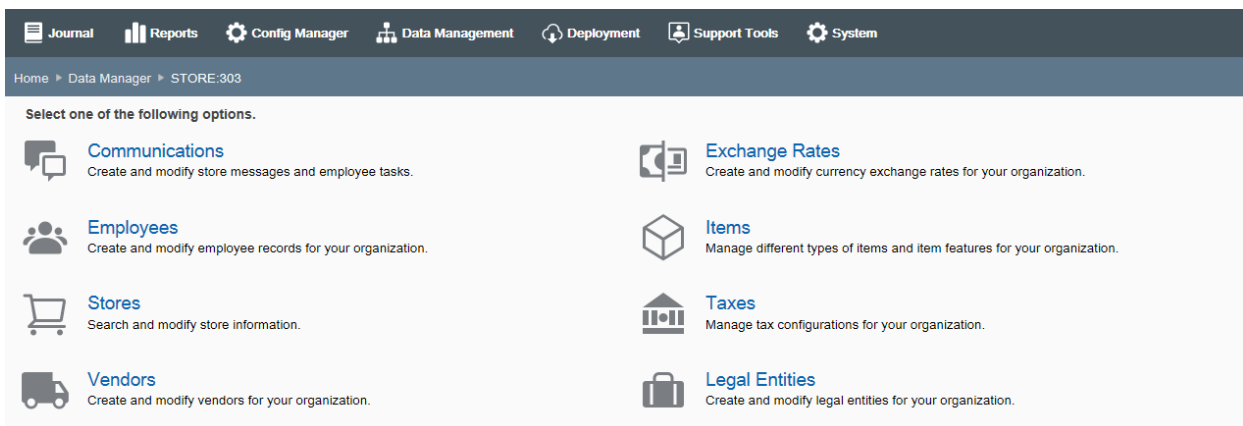 Journal Reports Config Manager Data Management Deployment Support Tools System
Home ▸ Data Manager ▸ STORE:303
Select one of the following options.
Communications
Create and modify store messages and employee tasks.
Exchange Rates
Create and modify currency exchange rates for your organization.
Employees
Create and modify employee records for your organization.
Items
Manage different types of items and item features for your organization.
Stores
Search and modify store information.
Taxes
Manage tax configurations for your organization.
Vendors
Create and modify vendors for your organization.
Legal Entities
Create and modify legal entities for your organization.